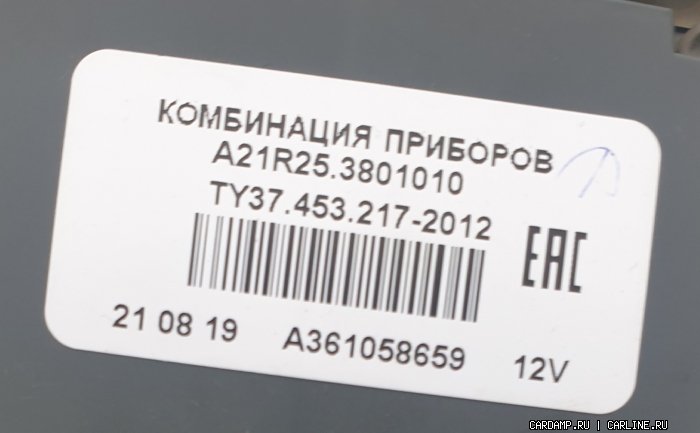 КОМБИНАЦИЯ ПРИБОРОВ
A21R25.3801010
ТУ37.453.217-2012
EAC
21 08 19 A361058659 12V
CARDAMP.RU | CARLINE.RU